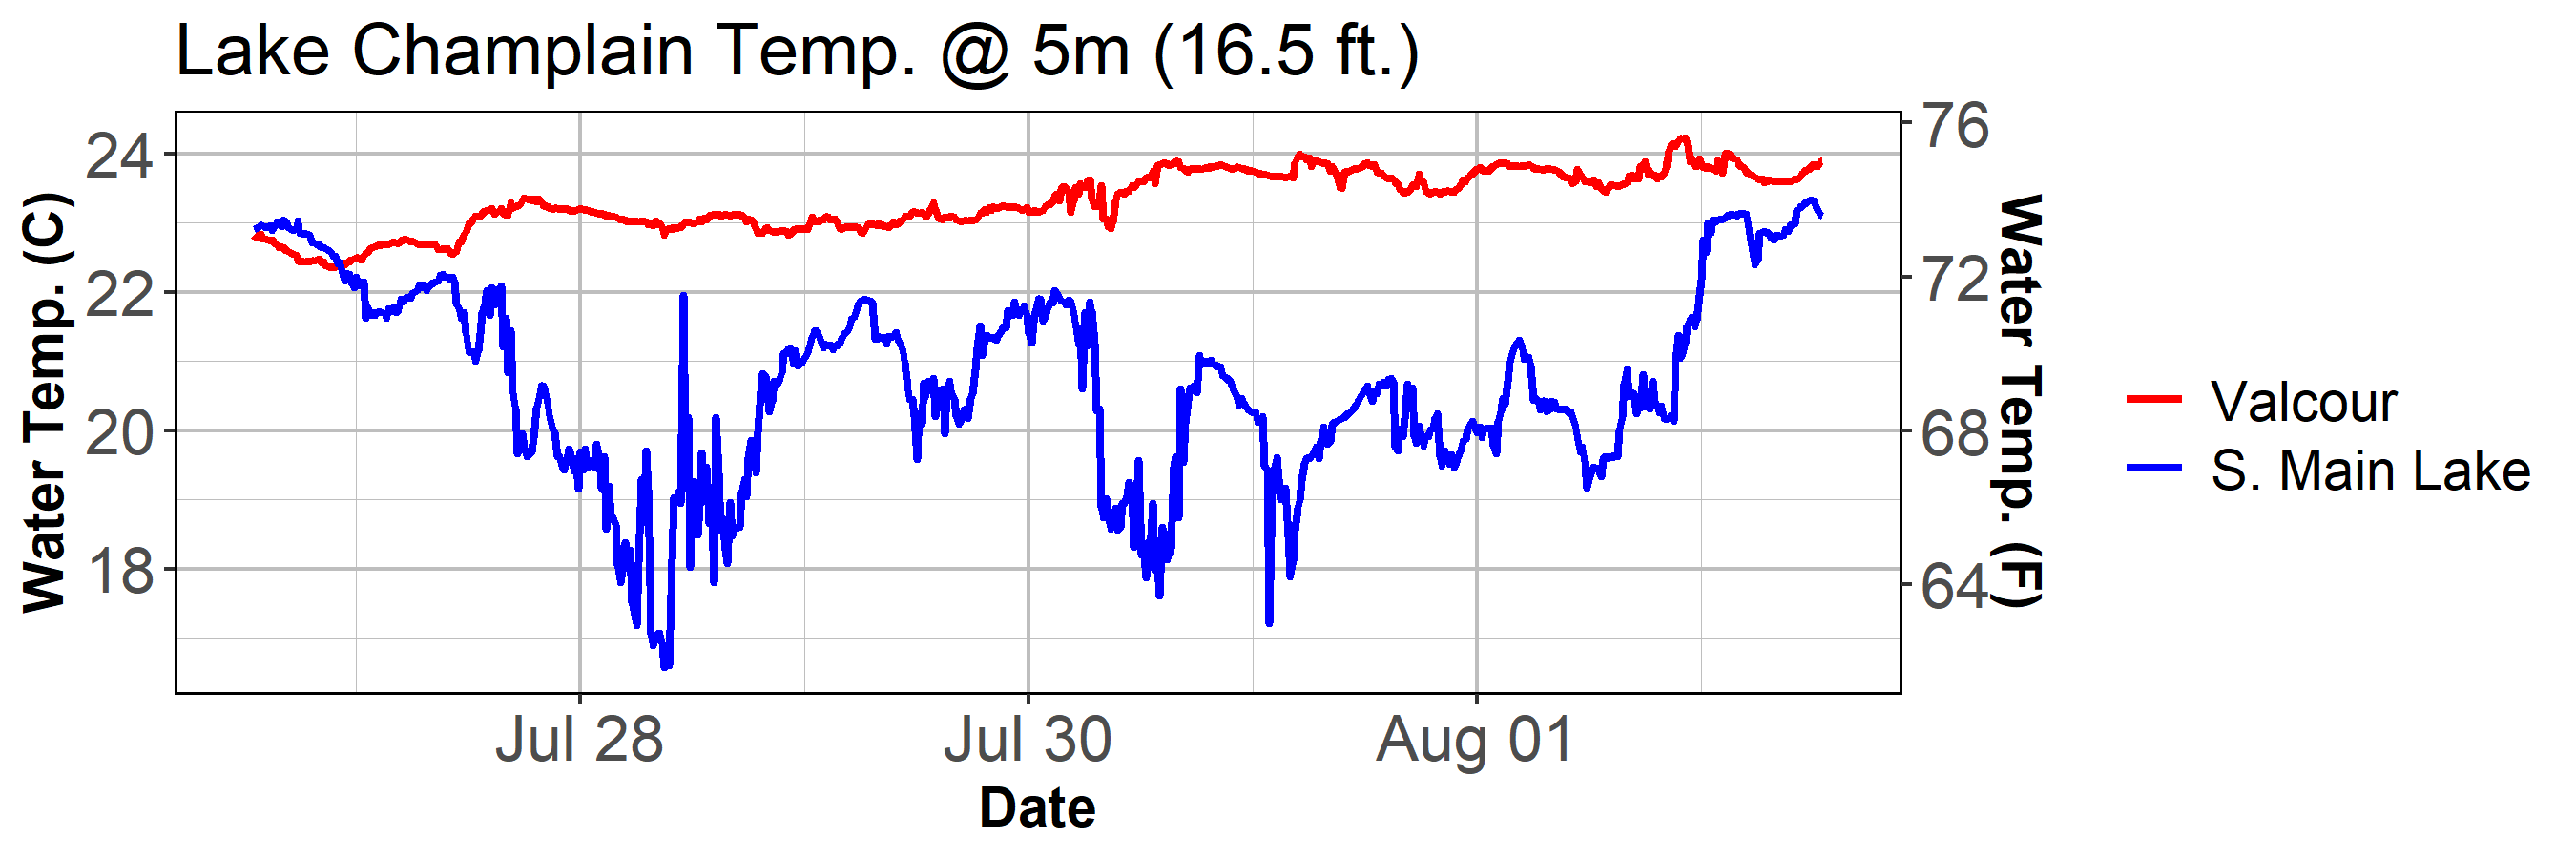 Lake Champlain Temp. @ 5m (16.5 ft.)
Water Temp. (C)
24
22
20
18
76
72
68
64
Water Temp. (F)
Jul 28
Jul 30
Aug 01
Date
Valcour
S. Main Lake